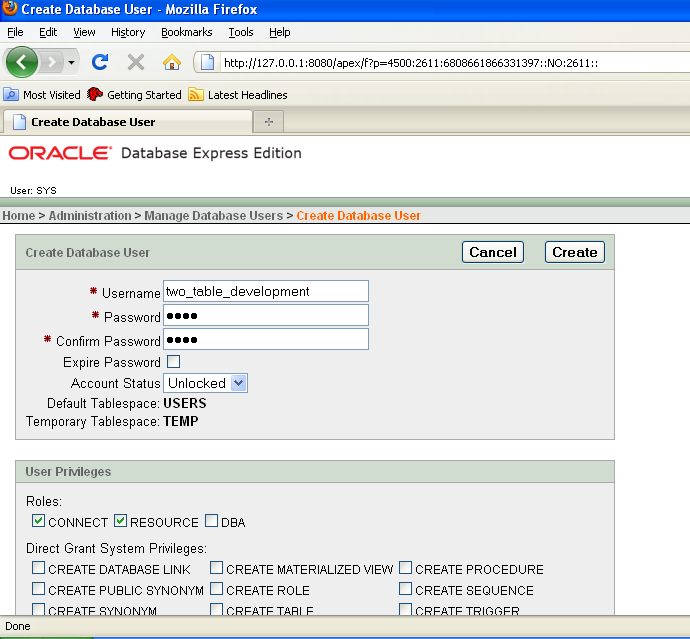 Create Database User - Mozilla Firefox
File Edit View History Bookmarks Tools Help
http://127.0.0.1:8080/apex/f?p=4500:2611:6808661866331397::NO:2611::
Most Visited Getting Started Latest Headlines
Create Database User
ORACLE Database Express Edition
User: SYS
Home > Administration > Manage Database Users > Create Database User
Create Database User Cancel Create
* Username two_table_development
* Password ●●●●
* Confirm Password ●●●●
Expire Password
Account Status Unlocked
Default Tablespace: USERS
Temporary Tablespace: TEMP
User Privileges
Roles:
CONNECT RESOURCE DBA
Direct Grant System Privileges:
CREATE DATABASE LINK CREATE MATERIALIZED VIEW CREATE PROCEDURE
CREATE PUBLIC SYNONYM CREATE ROLE CREATE SEQUENCE
CREATE SYNONYM CREATE TABLE CREATE TRIGGER
Done